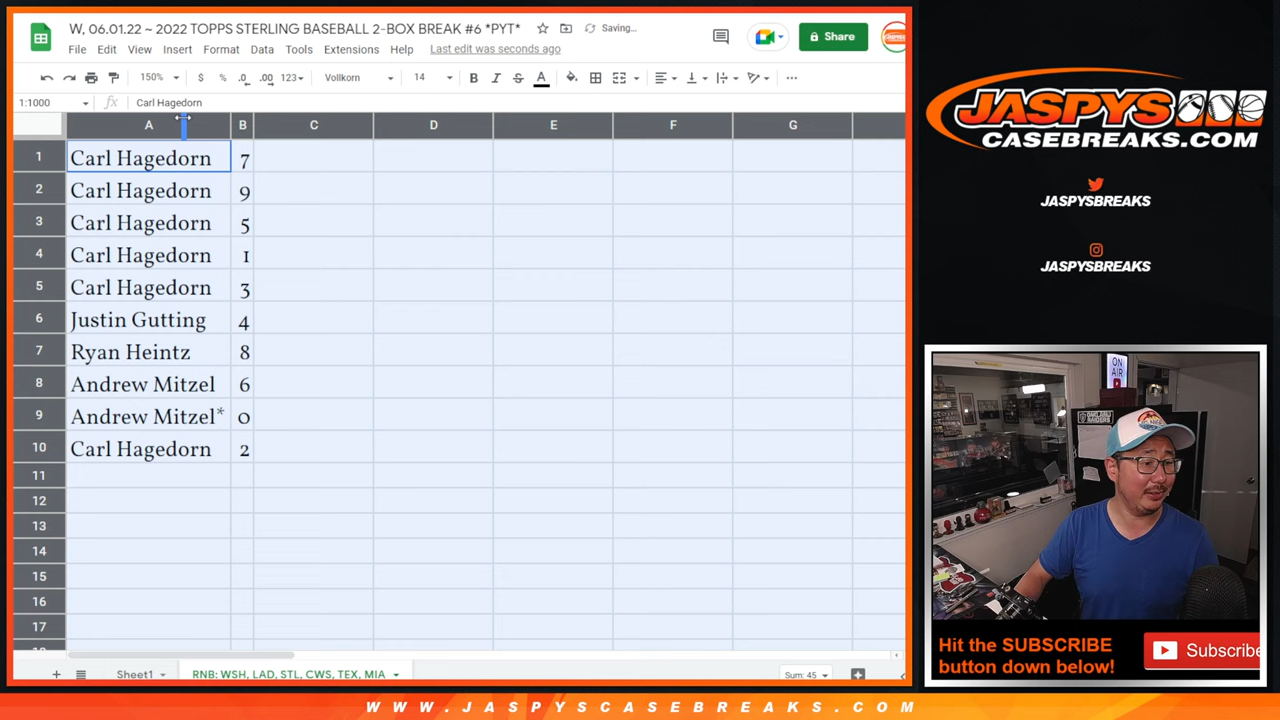 W, 06.01.22 ~ 2022 TOPPS STERLING BASEBALL 2-BOX BREAK #6 *PYT*
Saving...
File Edit View Insert Format Data Tools Extensions Help Last edit was seconds ago
Share
150% $ % .0 .00 123 Vollkorn 14 B I S A
1:1000 fx Carl Hagedorn
A B C D E F G
1 Carl Hagedorn 7
2 Carl Hagedorn 9
3 Carl Hagedorn 5
4 Carl Hagedorn 1
5 Carl Hagedorn 3
6 Justin Gutting 4
7 Ryan Heintz 8
8 Andrew Mitzel 6
9 Andrew Mitzel* 0
10 Carl Hagedorn 2
11
12
13
14
15
16
17
Sheet1 RNB: WSH, LAD, STL, CWS, TEX, MIA Sum: 45
JASPYS
CASEBREAKS.COM
JASPYSBREAKS
JASPYSBREAKS
ON AIR
Hit the SUBSCRIBE
button down below!
Subscribe
WWW.JASPYSCASEBREAKS.COM